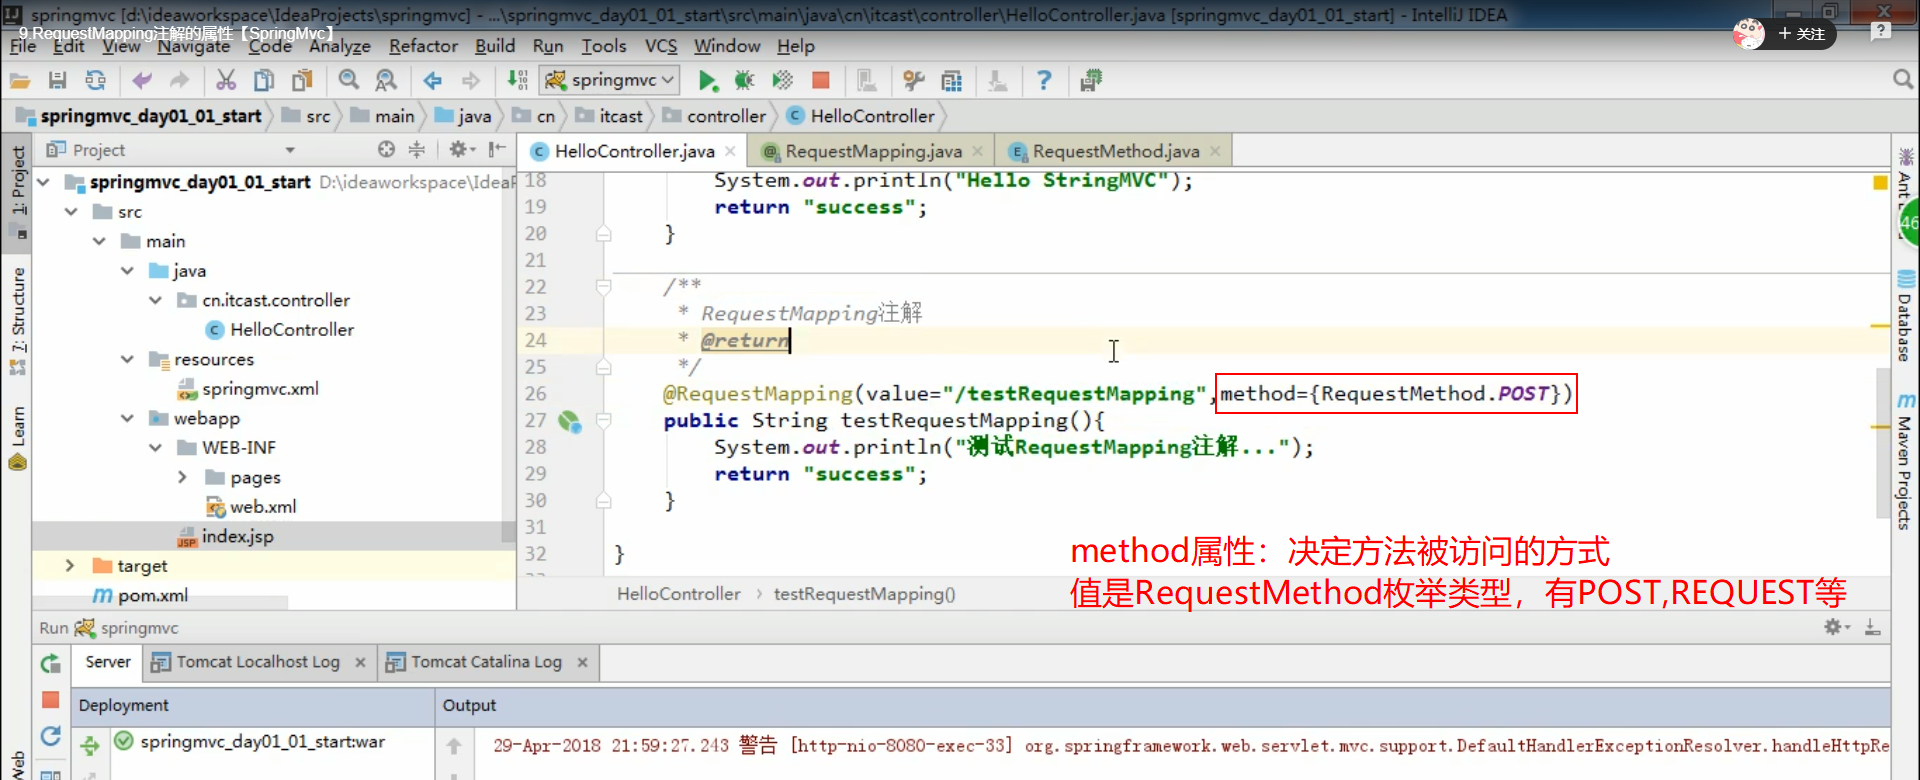 springmvc [d:\ideaworkspace\IdeaProjects\springmvc] - ...\springmvc_day01_01_start\src\main\java\cn\itcast\controller\HelloController.java [springmvc_day01_01_start] - IntelliJ IDEA
9.RequestMapping注解的属性【SpringMvc】
+ 关注
File Edit View Navigate Code Analyze Refactor Build Run Tools VCS Window Help
springmvc
springmvc_day01_01_start src main java cn itcast controller HelloController
Project
HelloController.java RequestMapping.java RequestMethod.java
1: Project
7: Structure
Learn
Web
Ant
46
Database
Maven Projects
springmvc_day01_01_start D:\ideaworkspace\IdeaP
src
main
java
cn.itcast.controller
HelloController
resources
springmvc.xml
webapp
WEB-INF
pages
web.xml
index.jsp
target
pom.xml
18 System.out.println("Hello StringMVC");
19 return "success";
20 }
21
22 /**
23 * RequestMapping注解
24 * @return
25 */
26 @RequestMapping(value="/testRequestMapping",method={RequestMethod.POST})
27 public String testRequestMapping(){
28 System.out.println("测试RequestMapping注解...");
29 return "success";
30 }
31
32 }
method属性：决定方法被访问的方式
值是RequestMethod枚举类型，有POST,REQUEST等
HelloController › testRequestMapping()
Run springmvc
Server Tomcat Localhost Log Tomcat Catalina Log
Deployment Output
springmvc_day01_01_start:war
29-Apr-2018 21:59:27.243 警告 [http-nio-8080-exec-33] org.springframework.web.servlet.mvc.support.DefaultHandlerExceptionResolver.handleHttpRe